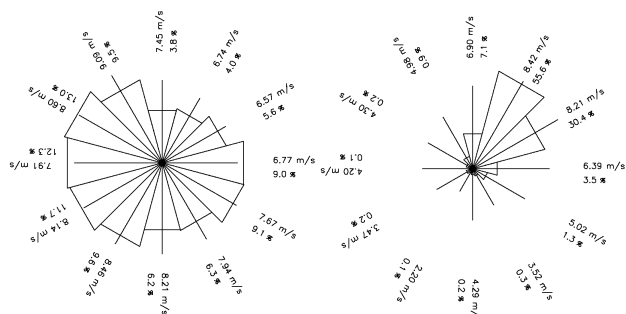 7.45 m/s
3.8 %
6.74 m/s
4.0 %
6.57 m/s
5.6 %
6.77 m/s
9.0 %
7.67 m/s
9.1 %
7.94 m/s
6.3 %
8.21 m/s
6.2 %
8.46 m/s
9.6 %
8.14 m/s
11.7 %
7.91 m/s
12.3 %
8.60 m/s
13.0 %
9.09 m/s
9.5 %
6.90 m/s
7.1 %
8.42 m/s
55.6 %
8.21 m/s
30.4 %
6.39 m/s
3.5 %
5.02 m/s
1.3 %
3.52 m/s
0.3 %
4.29 m/s
0.2 %
2.20 m/s
0.1 %
3.47 m/s
0.2 %
4.20 m/s
0.1 %
4.30 m/s
0.2 %
4.98 m/s
0.9 %